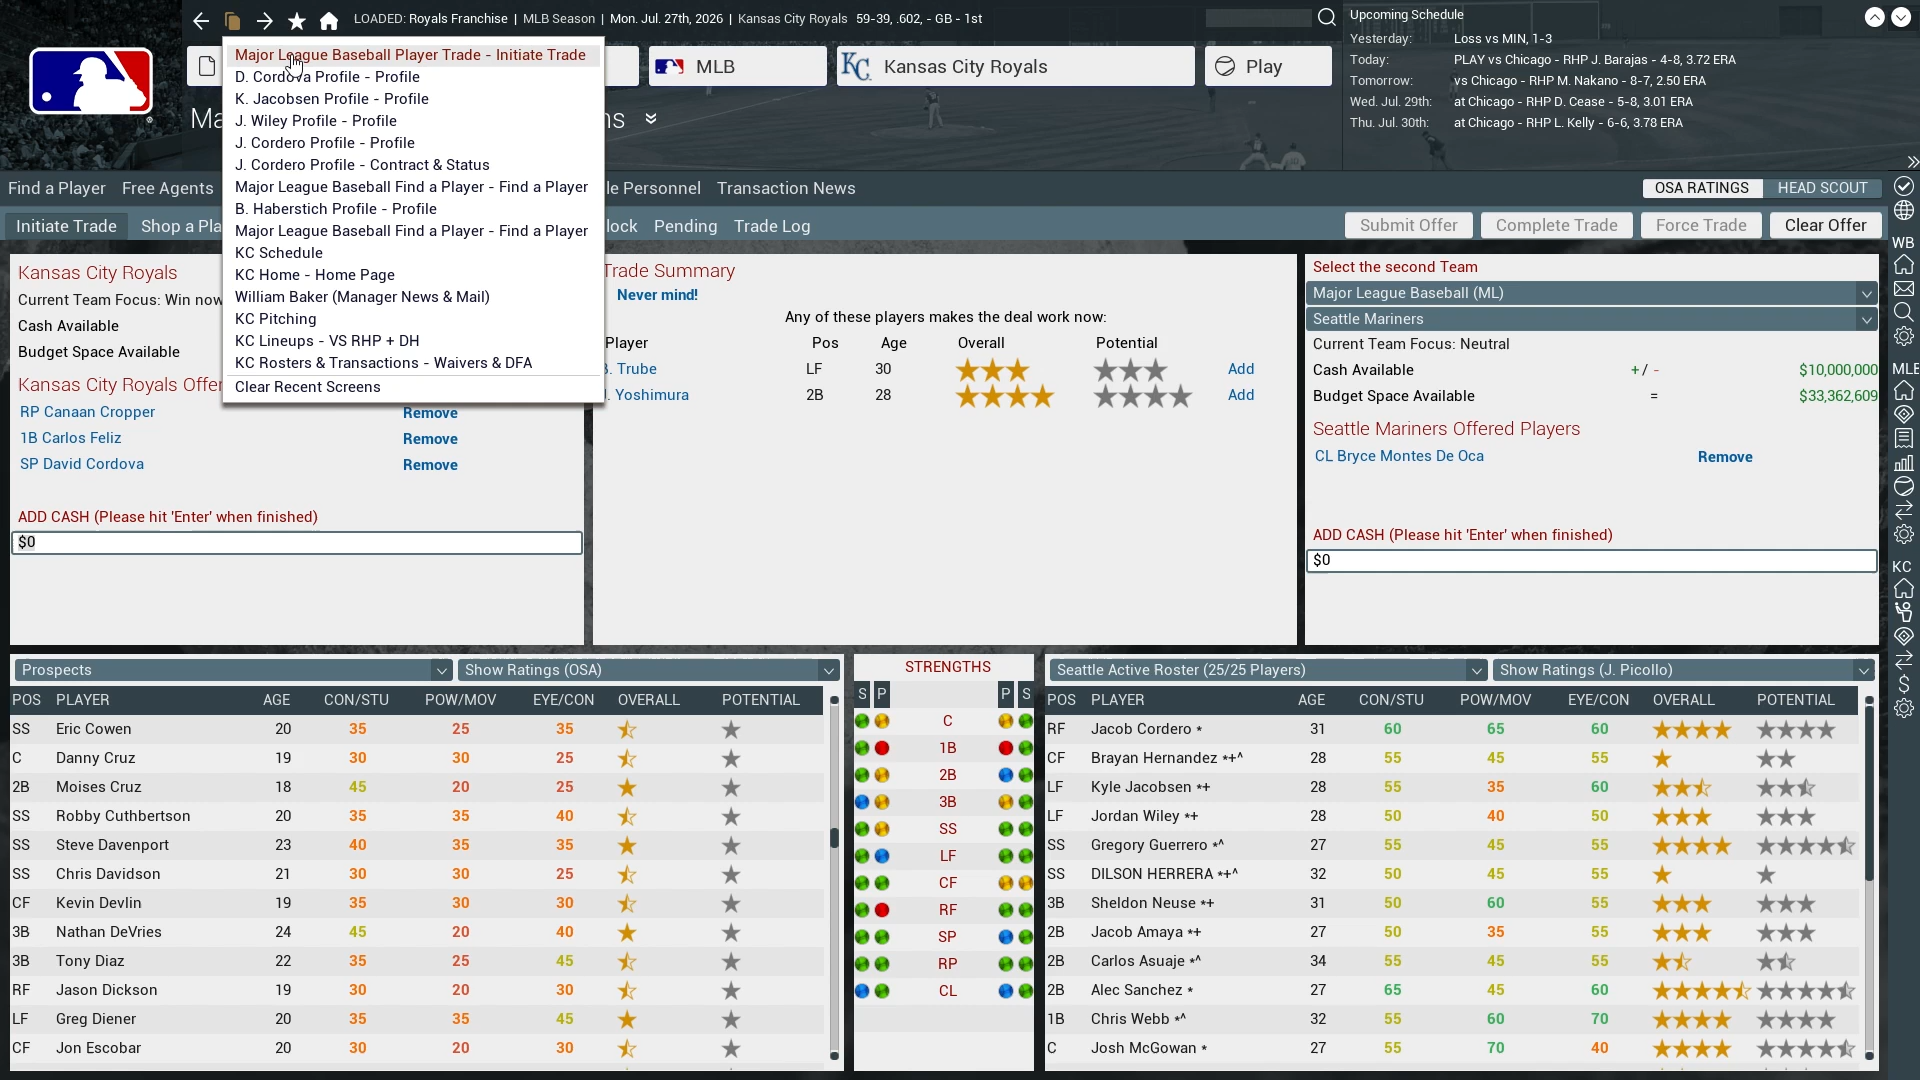 LOADED: Royals Franchise | MLB Season | Mon. Jul. 27th, 2026 | Kansas City Royals 59-39, .602, - GB - 1st
Upcoming Schedule
Yesterday: Loss vs MIN, 1-3
Today: PLAY vs Chicago - RHP J. Barajas - 4-8, 3.72 ERA
Tomorrow: vs Chicago - RHP M. Nakano - 8-7, 2.50 ERA
Wed. Jul. 29th: at Chicago - RHP D. Cease - 5-8, 3.01 ERA
Thu. Jul. 30th: at Chicago - RHP L. Kelly - 6-6, 3.78 ERA
MLB
KC Kansas City Royals
Play
Major League Baseball Player Trade - Initiate Trade
D. Cordova Profile - Profile
K. Jacobsen Profile - Profile
J. Wiley Profile - Profile
J. Cordero Profile - Profile
J. Cordero Profile - Contract & Status
Major League Baseball Find a Player - Find a Player
B. Haberstich Profile - Profile
Major League Baseball Find a Player - Find a Player
KC Schedule
KC Home - Home Page
William Baker (Manager News & Mail)
KC Pitching
KC Lineups - VS RHP + DH
KC Rosters & Transactions - Waivers & DFA
Clear Recent Screens
Find a Player Free Agents Personnel Transaction News OSA RATINGS HEAD SCOUT
Initiate Trade Shop a Pla lock Pending Trade Log Submit Offer Complete Trade Force Trade Clear Offer
Kansas City Royals
Current Team Focus: Win now
Cash Available
Budget Space Available
Kansas City Royals Offer
RP Canaan Cropper Remove
1B Carlos Feliz Remove
SP David Cordova Remove
ADD CASH (Please hit 'Enter' when finished)
$0
Trade Summary
Never mind!
Any of these players makes the deal work now:
Player Pos Age Overall Potential
Trube LF 30 Add
Yoshimura 2B 28 Add
Select the second Team
Major League Baseball (ML)
Seattle Mariners
Current Team Focus: Neutral
Cash Available + / - $10,000,000
Budget Space Available = $33,362,609
Seattle Mariners Offered Players
CL Bryce Montes De Oca Remove
ADD CASH (Please hit 'Enter' when finished)
$0
WB
MLB
KC
Prospects Show Ratings (OSA)
POS PLAYER AGE CON/STU POW/MOV EYE/CON OVERALL POTENTIAL
SS Eric Cowen 20 35 25 35
C Danny Cruz 19 30 30 25
2B Moises Cruz 18 45 20 25
SS Robby Cuthbertson 20 35 35 40
SS Steve Davenport 23 40 35 35
SS Chris Davidson 21 30 30 25
CF Kevin Devlin 19 35 30 30
3B Nathan DeVries 24 45 20 40
3B Tony Diaz 22 35 25 45
RF Jason Dickson 19 30 20 30
LF Greg Diener 20 35 35 45
CF Jon Escobar 20 30 20 30
STRENGTHS
S P P S
C
1B
2B
3B
SS
LF
CF
RF
SP
RP
CL
Seattle Active Roster (25/25 Players) Show Ratings (J. Picollo)
POS PLAYER AGE CON/STU POW/MOV EYE/CON OVERALL POTENTIAL
RF Jacob Cordero * 31 60 65 60
CF Brayan Hernandez *+^ 28 55 45 55
LF Kyle Jacobsen *+ 28 55 35 60
LF Jordan Wiley *+ 28 50 40 50
SS Gregory Guerrero *^ 27 55 45 55
SS DILSON HERRERA *+^ 32 50 45 55
3B Sheldon Neuse *+ 31 50 60 55
2B Jacob Amaya *+ 27 50 35 55
2B Carlos Asuaje *^ 34 55 45 55
2B Alec Sanchez * 27 65 45 60
1B Chris Webb *^ 32 55 60 70
C Josh McGowan * 27 55 70 40